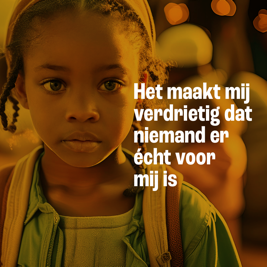 Het maakt mij
verdrietig dat
niemand er
écht voor
mij is